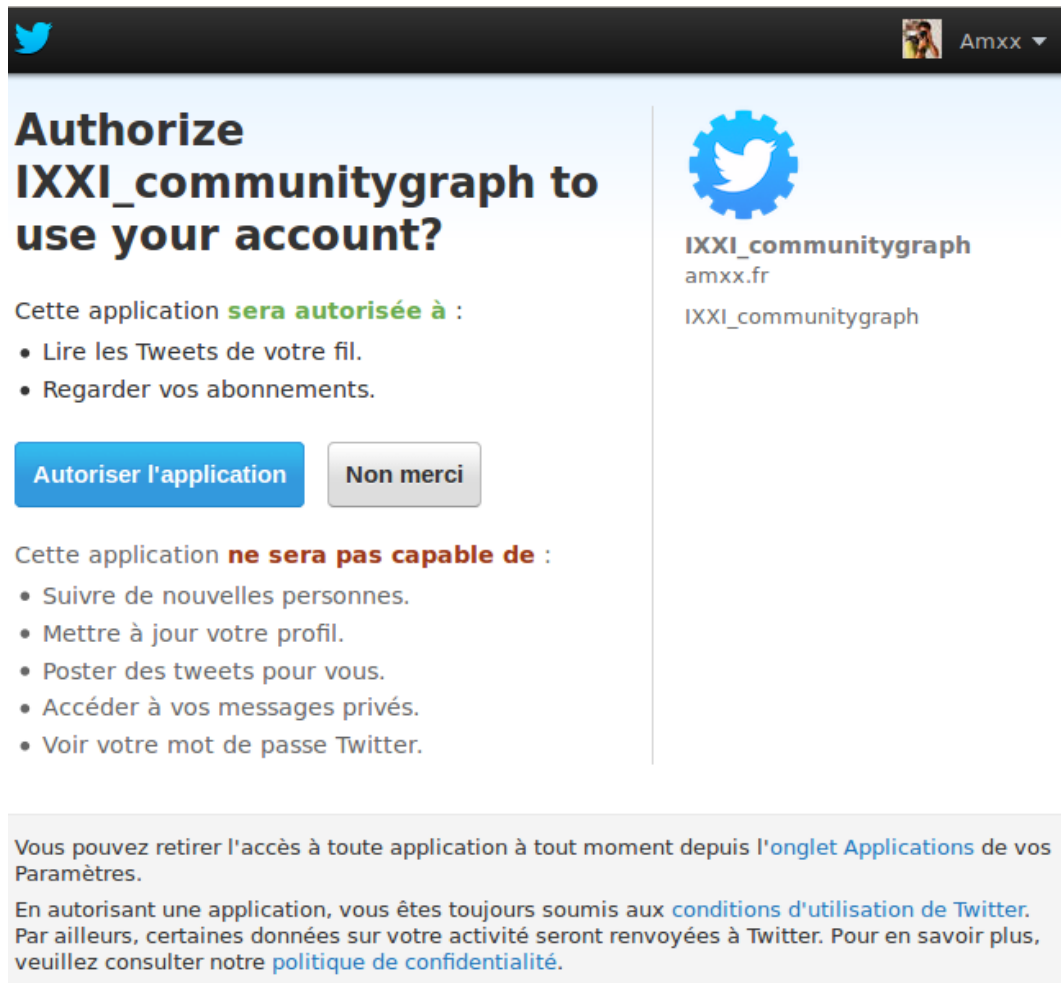 Amxx
Authorize
IXXI_communitygraph to
use your account?
Cette application sera autorisée à :
• Lire les Tweets de votre fil.
• Regarder vos abonnements.
Autoriser l'application
Non merci
Cette application ne sera pas capable de :
• Suivre de nouvelles personnes.
• Mettre à jour votre profil.
• Poster des tweets pour vous.
• Accéder à vos messages privés.
• Voir votre mot de passe Twitter.
IXXI_communitygraph
amxx.fr
IXXI_communitygraph
Vous pouvez retirer l'accès à toute application à tout moment depuis l'onglet Applications de vos
Paramètres.
En autorisant une application, vous êtes toujours soumis aux conditions d'utilisation de Twitter.
Par ailleurs, certaines données sur votre activité seront renvoyées à Twitter. Pour en savoir plus,
veuillez consulter notre politique de confidentialité.